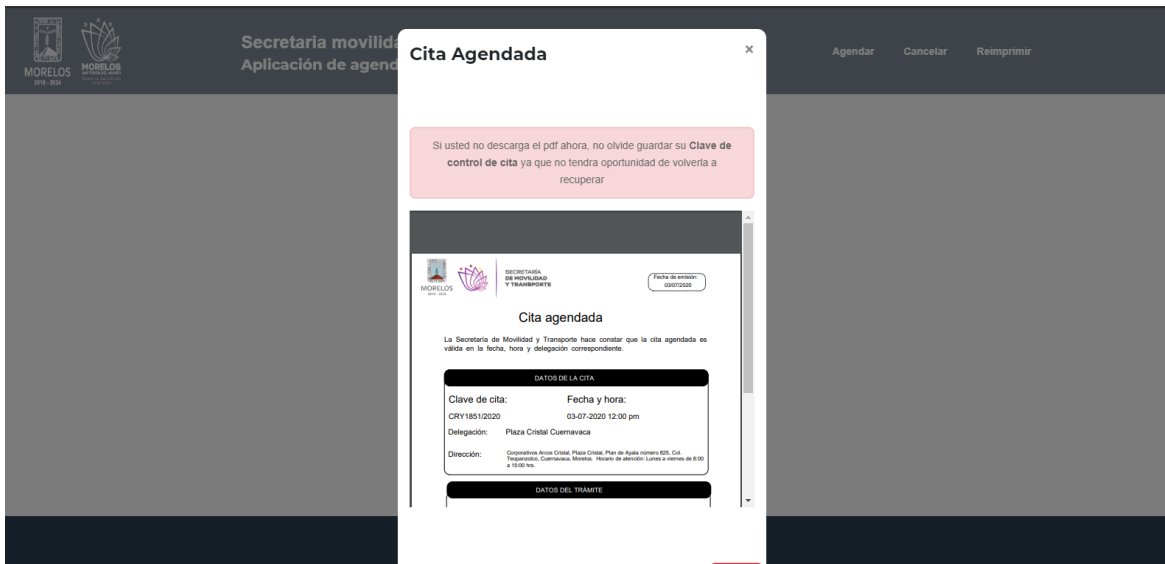 MORELOS
2018 - 2024
MORELOS
Secretaria movilida
Aplicación de agend
Agendar Cancelar Reimprimir
Cita Agendada ×
Si usted no descarga el pdf ahora, no olvide guardar su Clave de
control de cita ya que no tendra oportunidad de volverla a
recuperar
MORELOS
2018 - 2024
SECRETARÍA
DE MOVILIDAD
Y TRANSPORTE
Fecha de emisión:
03/07/2020
Cita agendada
La Secretaría de Movilidad y Transporte hace constar que la cita agendada es
válida en la fecha, hora y delegación correspondiente.
DATOS DE LA CITA
Clave de cita: Fecha y hora:
CRY1851/2020 03-07-2020 12:00 pm
Delegación: Plaza Cristal Cuernavaca
Dirección: Corporativos Arcos Cristal, Plaza Cristal, Plan de Ayala número 825, Col.
Teopanzolco, Cuernavaca, Morelos. Horario de atención: Lunes a viernes de 8:00
a 15:00 hrs.
DATOS DEL TRÁMITE